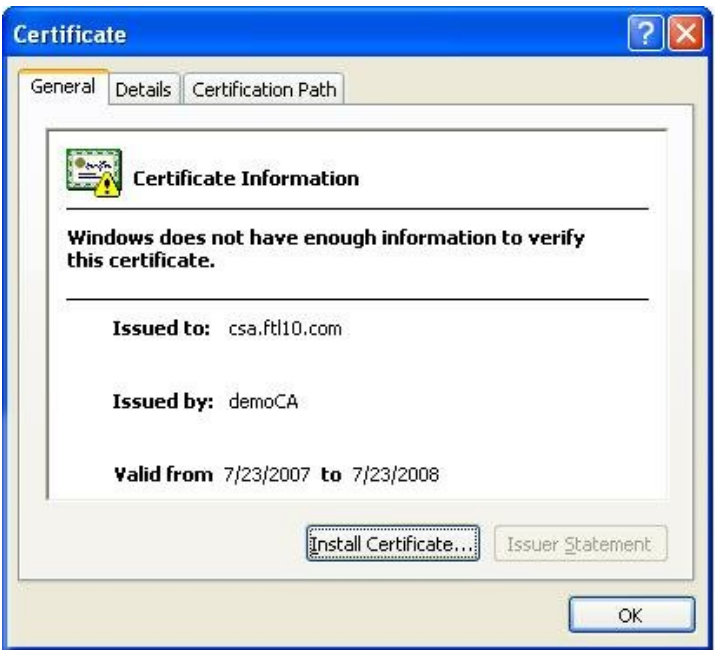 Certificate
General Details Certification Path
Certificate Information
Windows does not have enough information to verify
this certificate.
Issued to: csa.ftl10.com
Issued by: demoCA
Valid from 7/23/2007 to 7/23/2008
Install Certificate... Issuer Statement
OK